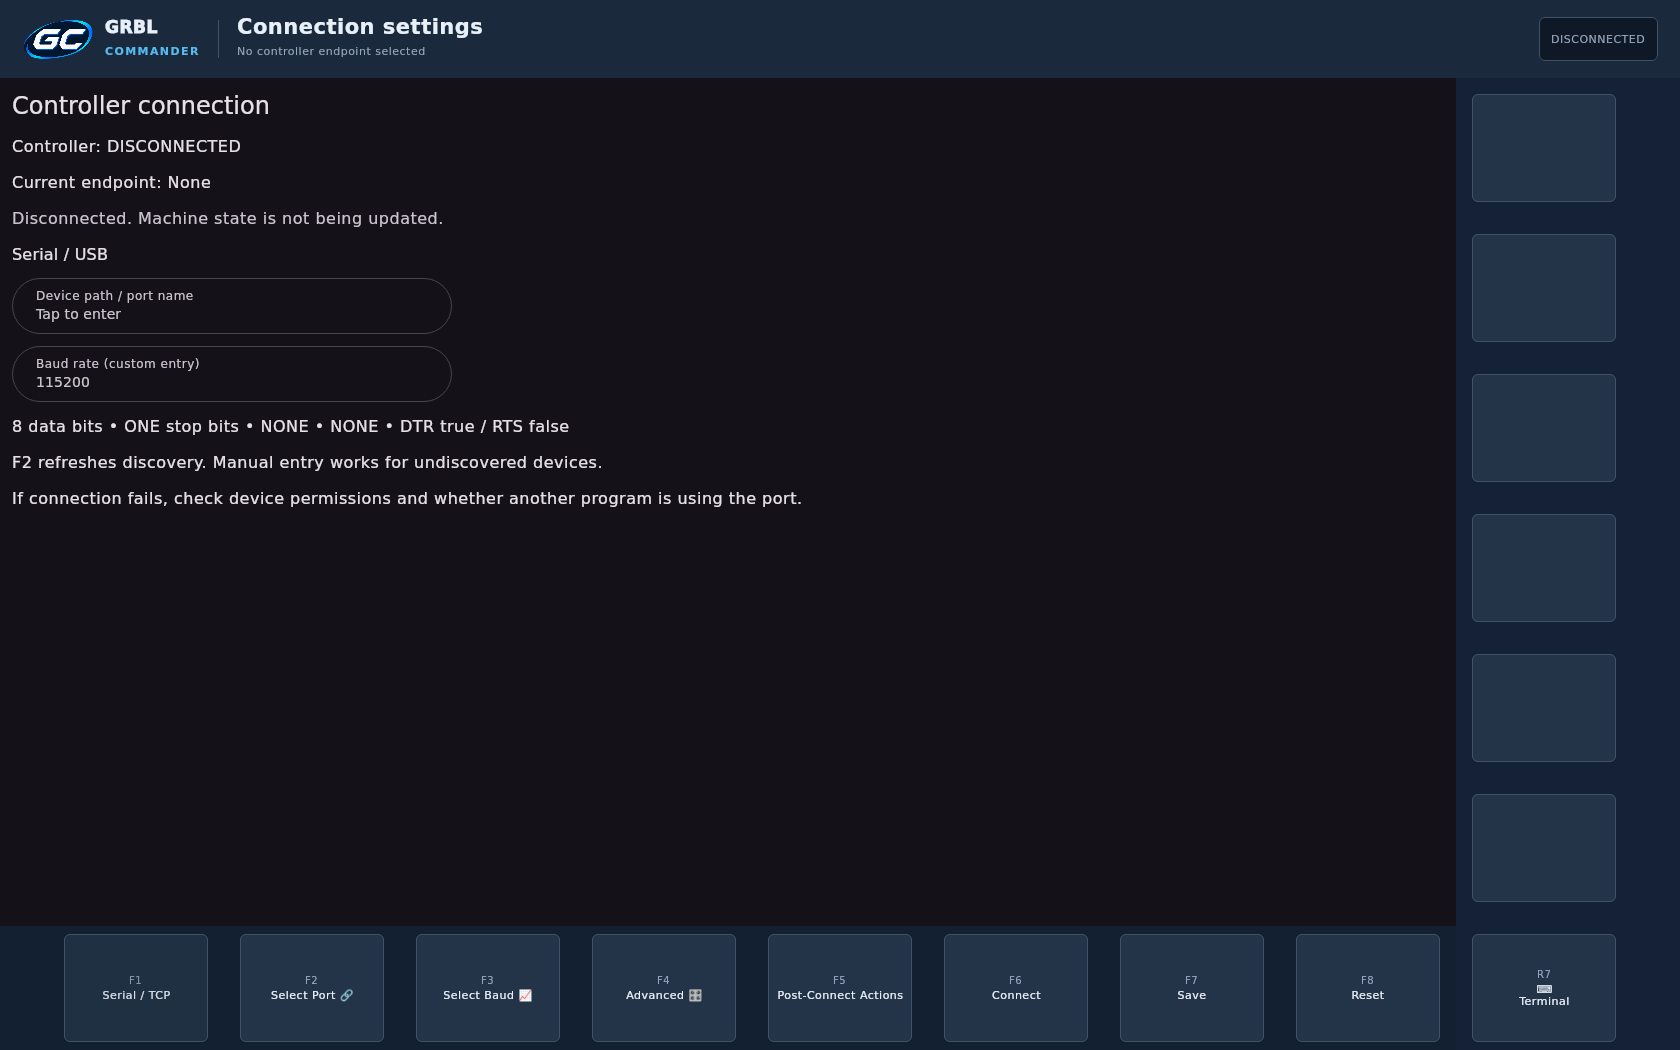 GC
GRBL
COMMANDER
Connection settings
No controller endpoint selected
DISCONNECTED
Controller connection
Controller: DISCONNECTED
Current endpoint: None
Disconnected. Machine state is not being updated.
Serial / USB
Device path / port name
Tap to enter
Baud rate (custom entry)
115200
8 data bits • ONE stop bits • NONE • NONE • DTR true / RTS false
F2 refreshes discovery. Manual entry works for undiscovered devices.
If connection fails, check device permissions and whether another program is using the port.
F1
Serial / TCP
F2
Select Port 🔗
F3
Select Baud 📈
F4
Advanced 🎛
F5
Post-Connect Actions
F6
Connect
F7
Save
F8
Reset
R7
⌨
Terminal